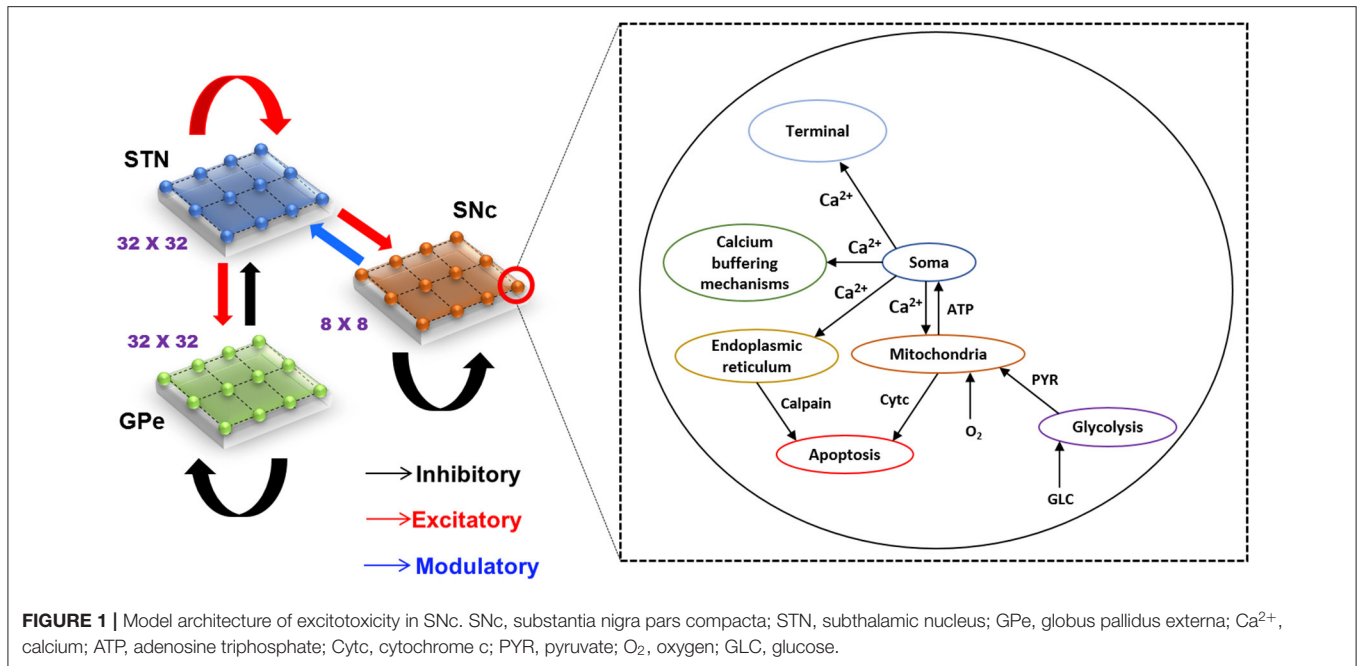 STN
32 X 32
SNc
8 X 8
32 X 32
GPe
Inhibitory
Excitatory
Modulatory
Terminal
Ca²⁺
Calcium
buffering
mechanisms
Ca²⁺
Soma
Ca²⁺
Ca²⁺
ATP
Endoplasmic
reticulum
Mitochondria
Calpain
Cytc
PYR
O₂
Glycolysis
Apoptosis
GLC
FIGURE 1 | Model architecture of excitotoxicity in SNc. SNc, substantia nigra pars compacta; STN, subthalamic nucleus; GPe, globus pallidus externa; Ca²⁺,
calcium; ATP, adenosine triphosphate; Cytc, cytochrome c; PYR, pyruvate; O₂, oxygen; GLC, glucose.